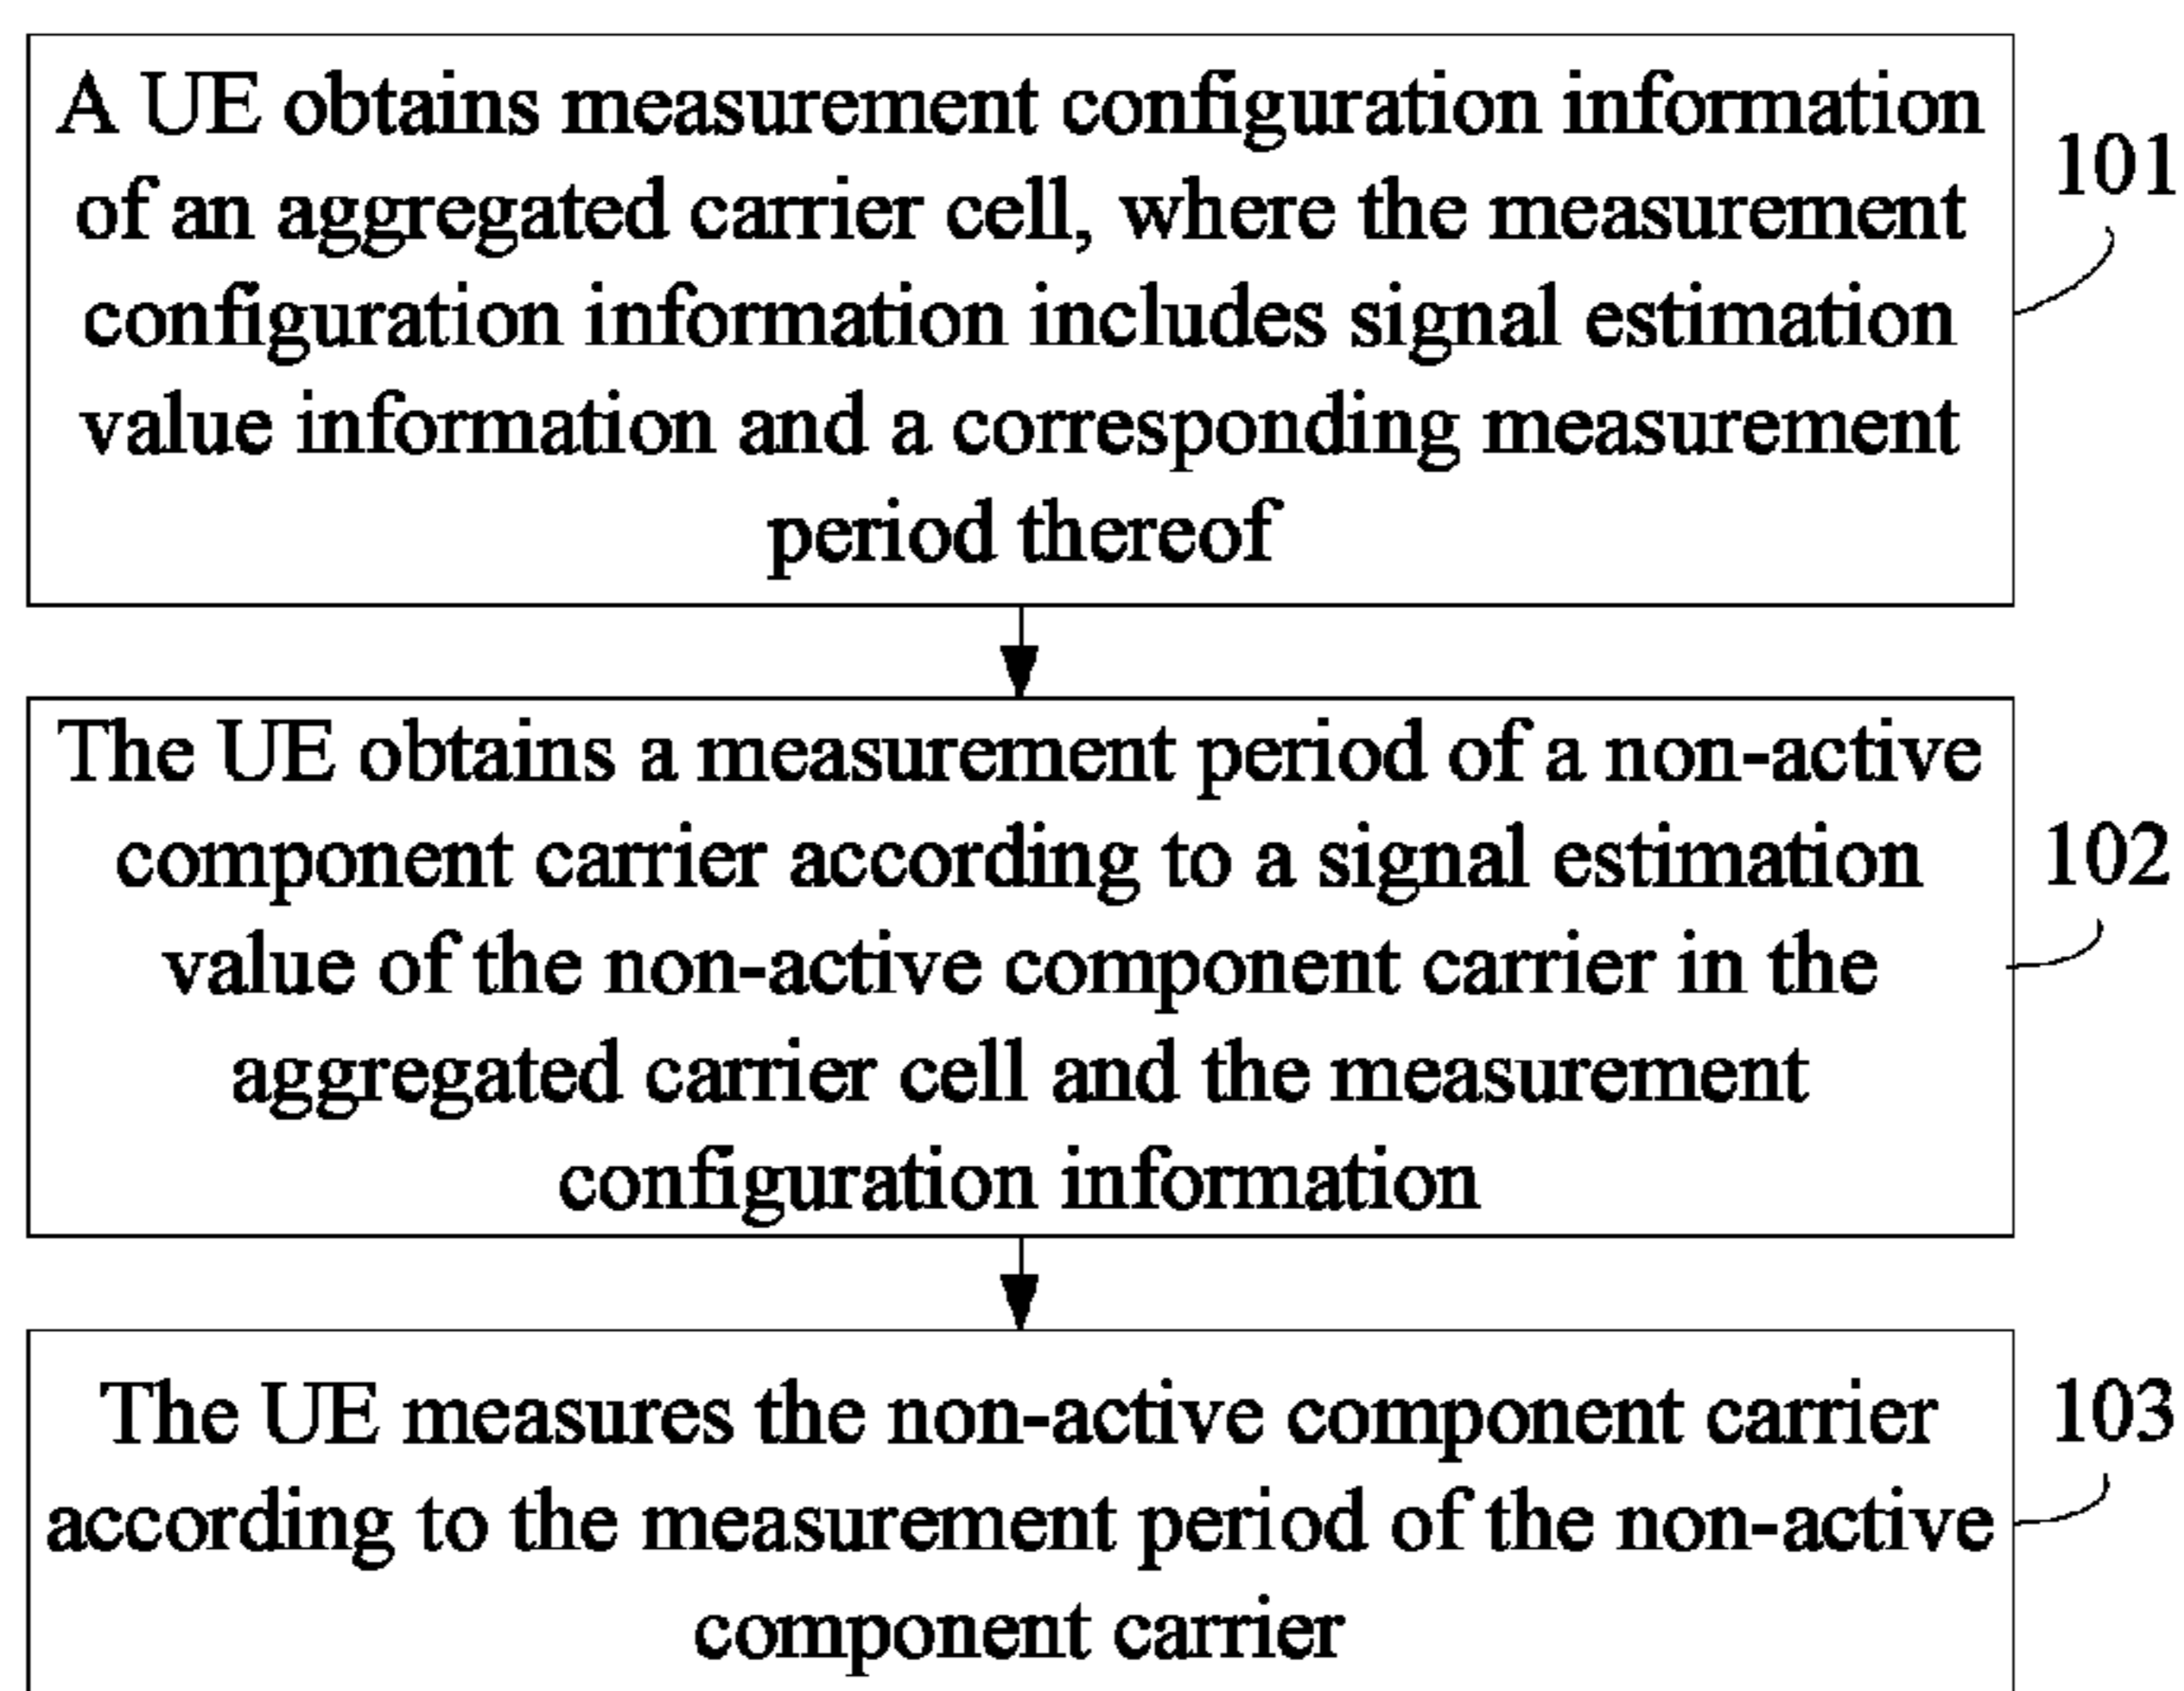 A UE obtains measurement configuration information
of an aggregated carrier cell, where the measurement
configuration information includes signal estimation
value information and a corresponding measurement
period thereof
101
The UE obtains a measurement period of a non-active
component carrier according to a signal estimation
value of the non-active component carrier in the
aggregated carrier cell and the measurement
configuration information
102
The UE measures the non-active component carrier
according to the measurement period of the non-active
component carrier
103